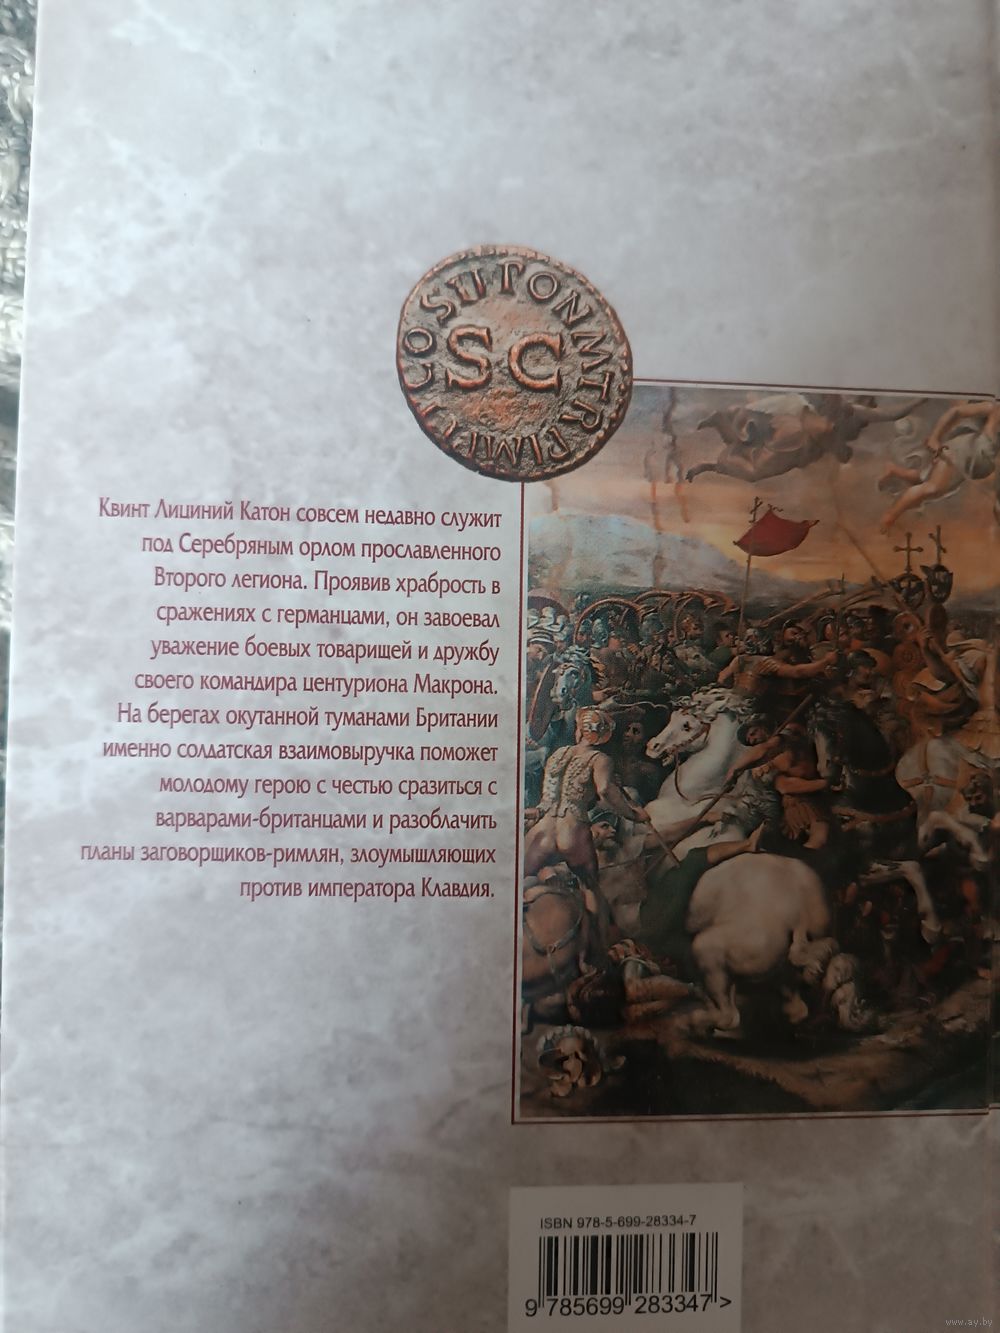 SC
Квинт Лициний Катон совсем недавно служит
под Серебряным орлом прославленного
Второго легиона. Проявив храбрость в
сражениях с германцами, он завоевал
уважение боевых товарищей и дружбу
своего командира центуриона Макрона.
На берегах окутанной туманами Британии
именно солдатская взаимовыручка поможет
молодому герою с честью сразиться с
варварами-британцами и разоблачить
планы заговорщиков-римлян, злоумышляющих
против императора Клавдия.
ISBN 978-5-699-28334-7
9 785699 283347 >
www.ay.by